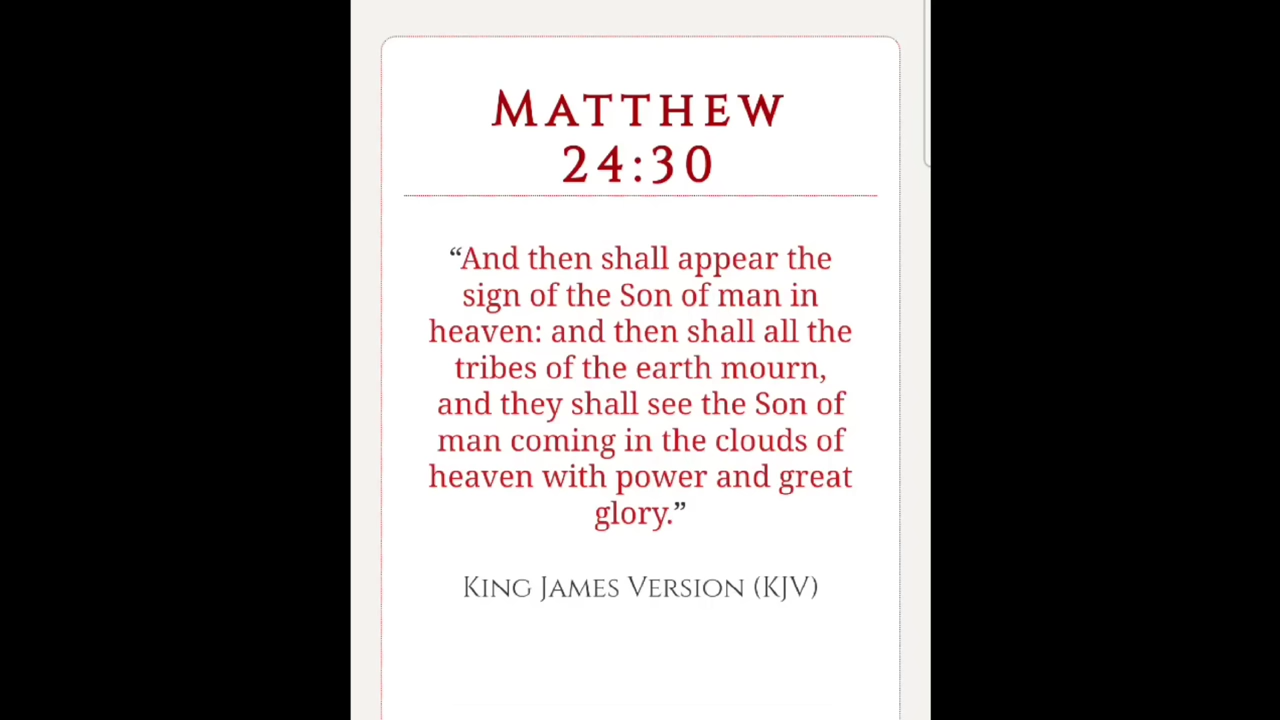 Matthew
24:30
“And then shall appear the
sign of the Son of man in
heaven: and then shall all the
tribes of the earth mourn,
and they shall see the Son of
man coming in the clouds of
heaven with power and great
glory.”
King James Version (KJV)